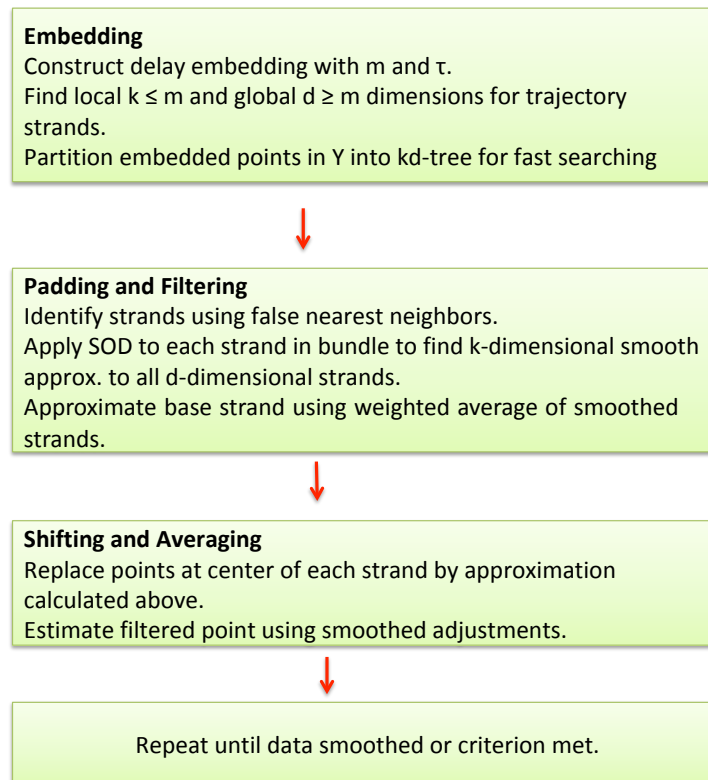 Embedding
Construct delay embedding with m and τ.
Find local k ≤ m and global d ≥ m dimensions for trajectory
strands.
Partition embedded points in Y into kd-tree for fast searching
Padding and Filtering
Identify strands using false nearest neighbors.
Apply SOD to each strand in bundle to find k-dimensional smooth
approx. to all d-dimensional strands.
Approximate base strand using weighted average of smoothed
strands.
Shifting and Averaging
Replace points at center of each strand by approximation
calculated above.
Estimate filtered point using smoothed adjustments.
Repeat until data smoothed or criterion met.